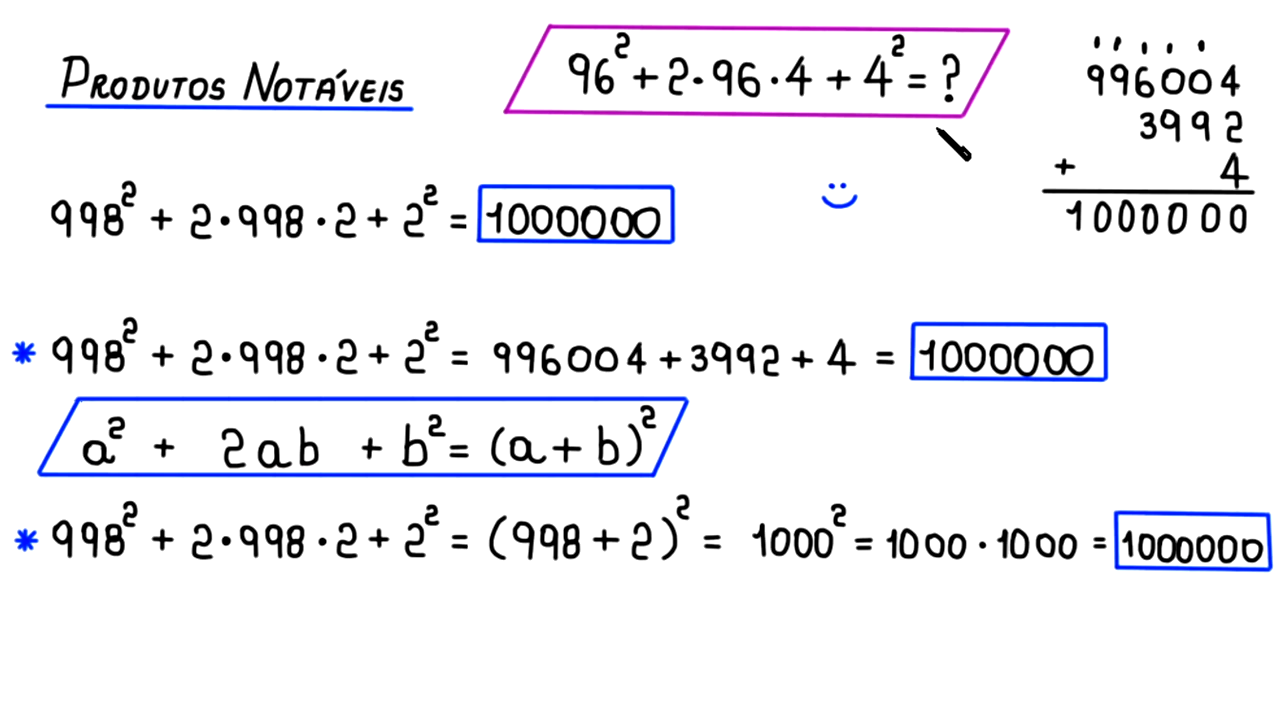 PRODUTOS NOTÁVEIS
96² + 2·96·4 + 4² = ?
996004
3992
+ 4
1000000
998² + 2·998·2 + 2² = 1000000
* 998² + 2·998·2 + 2² = 996004 + 3992 + 4 = 1000000
a² + 2ab + b² = (a + b)²
* 998² + 2·998·2 + 2² = (998 + 2)² = 1000² = 1000·1000 = 1000000